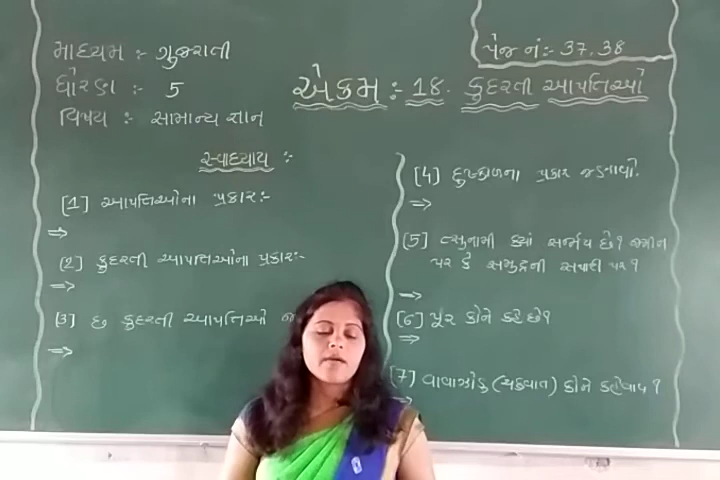 માધ્યમ :- ગુજરાતી
ધોરણ :- 5
વિષય :- સામાન્ય જ્ઞાન
પેજ નં:- 37, 38
એકમ :- 18. કુદરતી આપત્તિઓ
સ્વાધ્યાય :-
[1] આપત્તિઓના પ્રકાર:-
⇒
[2] કુદરતી આપત્તિઓના પ્રકાર:-
⇒
[3] છ કુદરતી આપત્તિઓ
⇒
[4] દુષ્કાળના પ્રકાર જણાવો.
⇒
[5] ત્સુનામી ક્યાં સર્જાય છે? જમીન
પર કે સમુદ્રની સપાટી પર?
⇒
[6] પૂર કોને કહે છે?
⇒
[7] વાવાઝોડુ (ચક્રવાત) કોને કહેવાય?
⇒